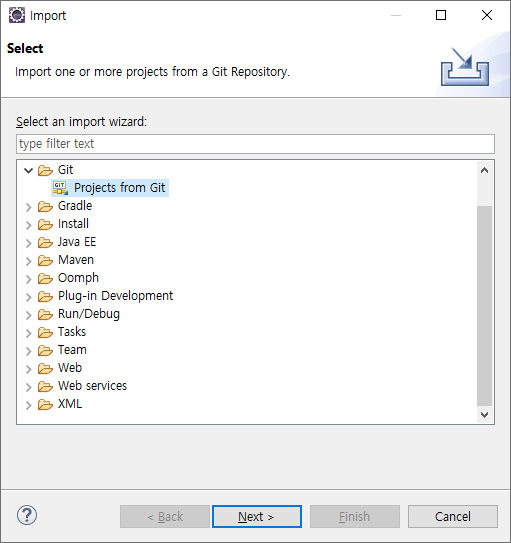 Import
Select
Import one or more projects from a Git Repository.
Select an import wizard:
type filter text
Git
GIT
Projects from Git
Gradle
Install
Java EE
Maven
Oomph
Plug-in Development
Run/Debug
Tasks
Team
Web
Web services
XML
?
< Back
Next >
Finish
Cancel